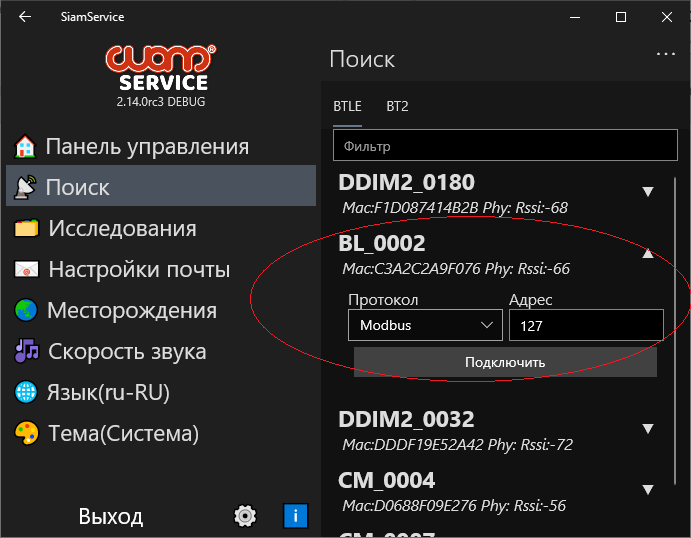 SiamService
СИАМ®
SERVICE
2.14.0rc3 DEBUG
Панель управления
Поиск
Исследования
Настройки почты
Месторождения
Скорость звука
Язык(ru-RU)
Тема(Система)
Выход
i
Поиск
BTLE BT2
Фильтр
DDIM2_0180
Mac:F1D087414B2B Phy: Rssi:-68
BL_0002
Mac:C3A2C2A9F076 Phy: Rssi:-66
Протокол Адрес
Modbus 127
Подключить
DDIM2_0032
Mac:DDDF19E52A42 Phy: Rssi:-72
CM_0004
Mac:D0688F09E276 Phy: Rssi:-56